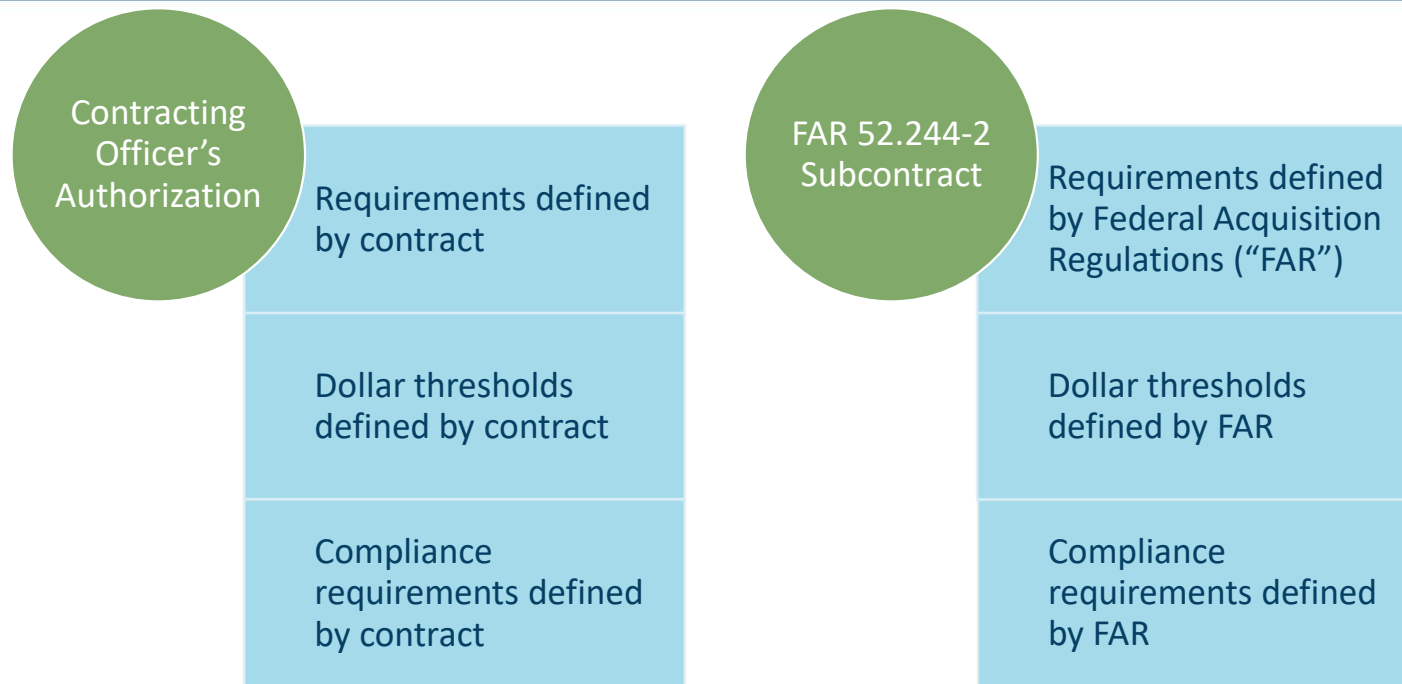 Contracting
Officer’s
Authorization
Requirements defined
by contract
Dollar thresholds
defined by contract
Compliance
requirements defined
by contract
FAR 52.244-2
Subcontract
Requirements defined
by Federal Acquisition
Regulations (“FAR”)
Dollar thresholds
defined by FAR
Compliance
requirements defined
by FAR